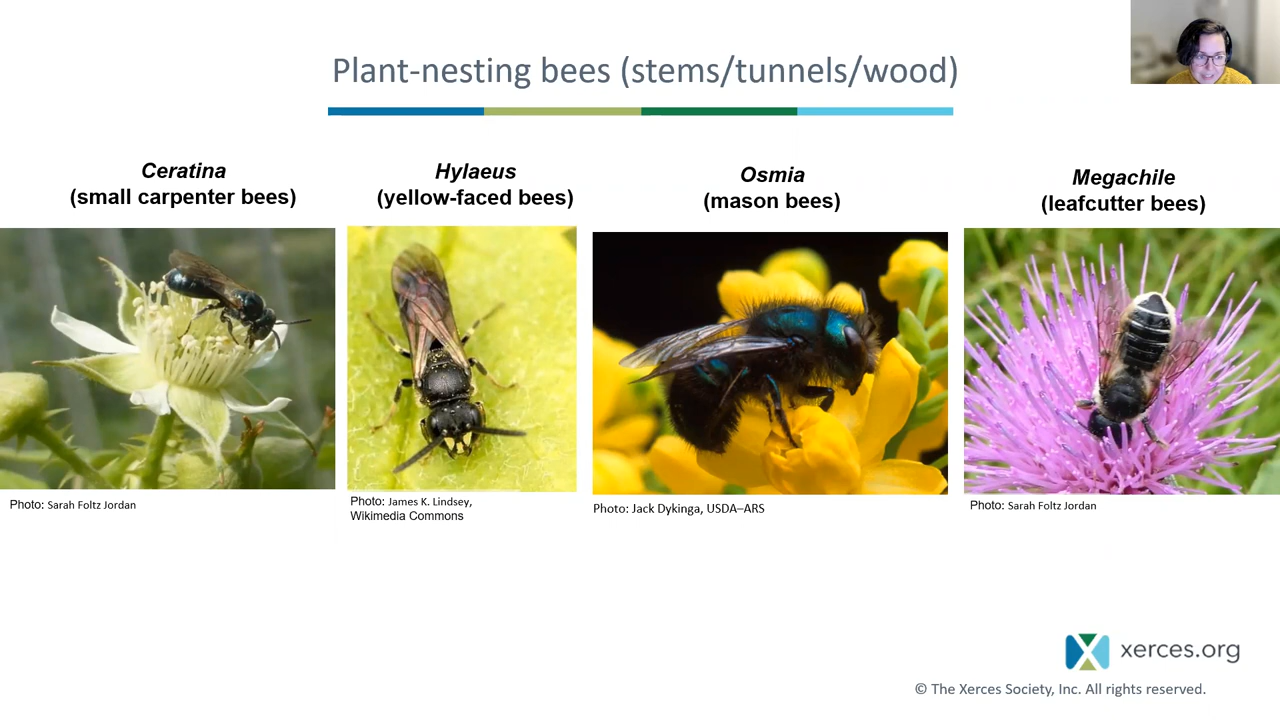 Plant-nesting bees (stems/tunnels/wood)
Ceratina
(small carpenter bees)
Hylaeus
(yellow-faced bees)
Osmia
(mason bees)
Megachile
(leafcutter bees)
Photo: Sarah Foltz Jordan
Photo: James K. Lindsey,
Wikimedia Commons
Photo: Jack Dykinga, USDA–ARS
Photo: Sarah Foltz Jordan
xerces.org
© The Xerces Society, Inc. All rights reserved.